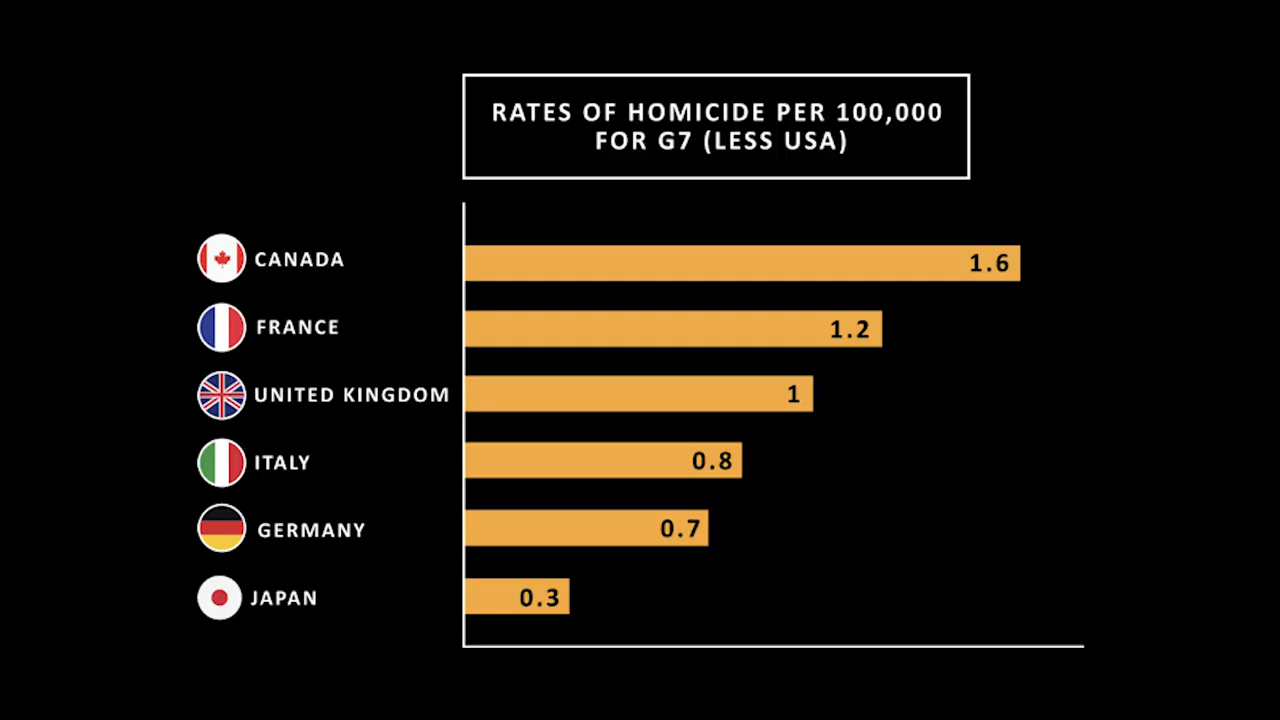 RATES OF HOMICIDE PER 100,000
FOR G7 (LESS USA)
CANADA 1.6
FRANCE 1.2
UNITED KINGDOM 1
ITALY 0.8
GERMANY 0.7
JAPAN 0.3